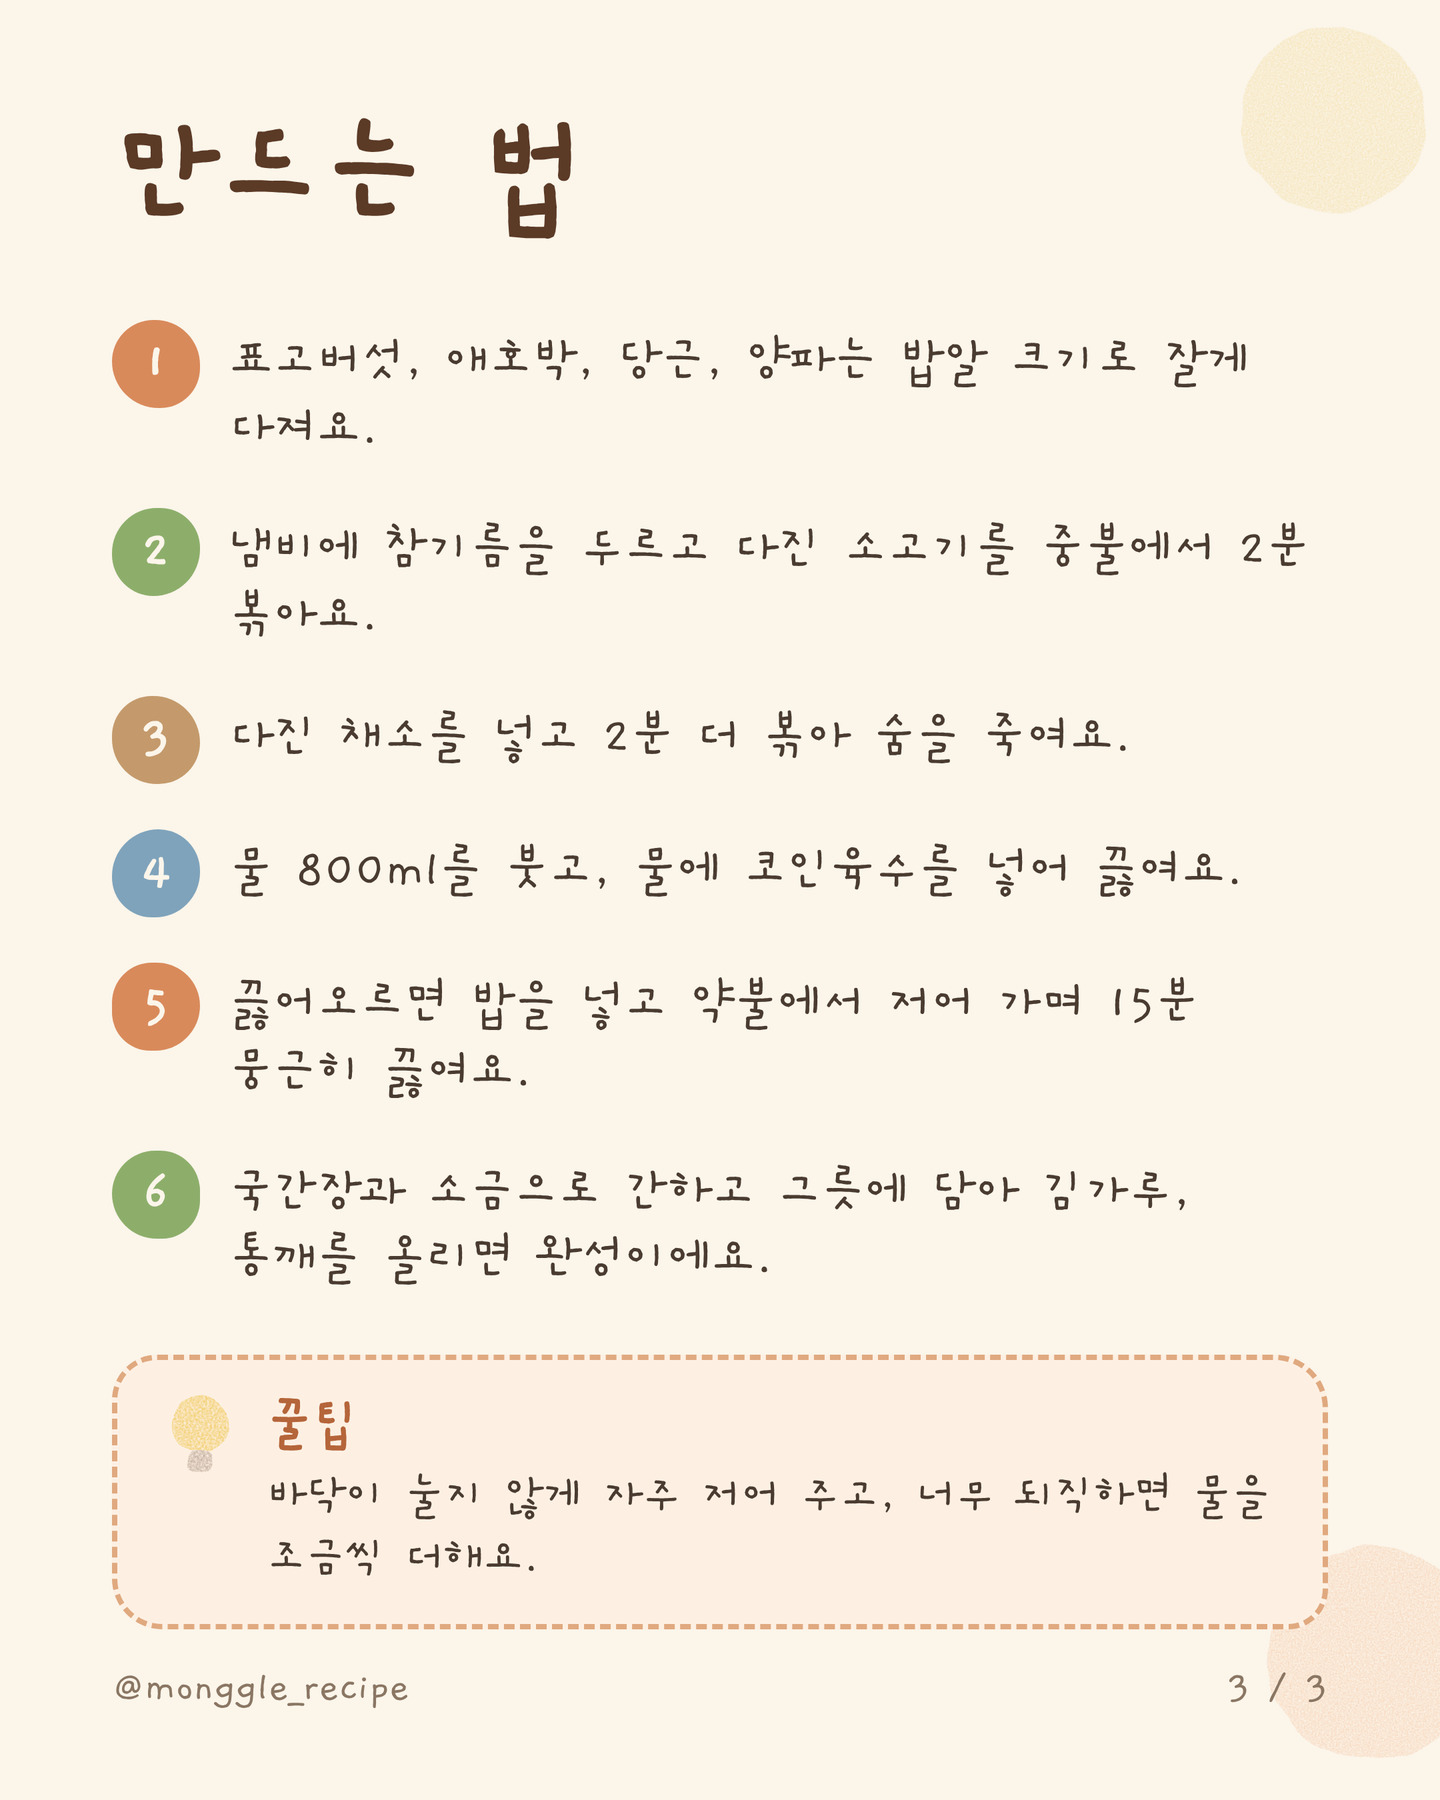 만드는 법
1
표고버섯, 애호박, 당근, 양파는 밥알 크기로 잘게
다져요.
2
냄비에 참기름을 두르고 다진 소고기를 중불에서 2분
볶아요.
3
다진 채소를 넣고 2분 더 볶아 숨을 죽여요.
4
물 800ml를 붓고, 물에 코인육수를 넣어 끓여요.
5
끓어오르면 밥을 넣고 약불에서 저어 가며 15분
뭉근히 끓여요.
6
국간장과 소금으로 간하고 그릇에 담아 김가루,
통깨를 올리면 완성이에요.
꿀팁
바닥이 눌지 않게 자주 저어 주고, 너무 되직하면 물을
조금씩 더해요.
@monggle_recipe
3 / 3